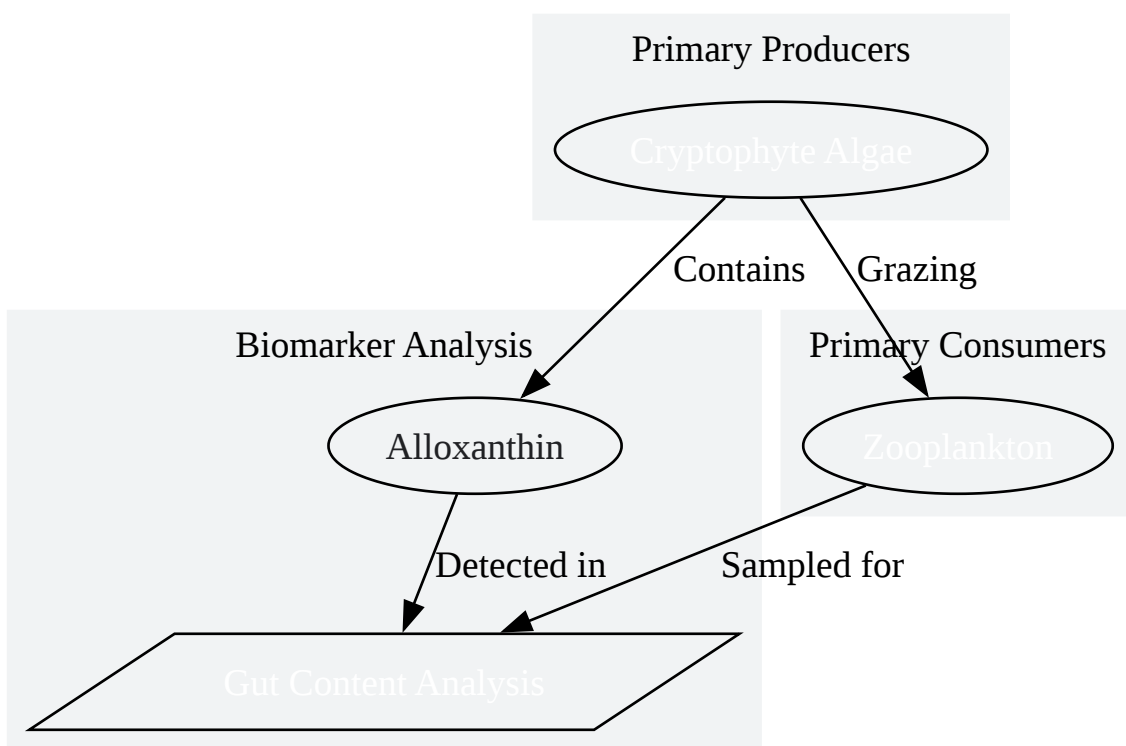 Primary Producers
Cryptophyte Algae
Contains
Grazing
Biomarker Analysis
Primary Consumers
Alloxanthin
Zooplankton
Detected in
Sampled for
Gut Content Analysis